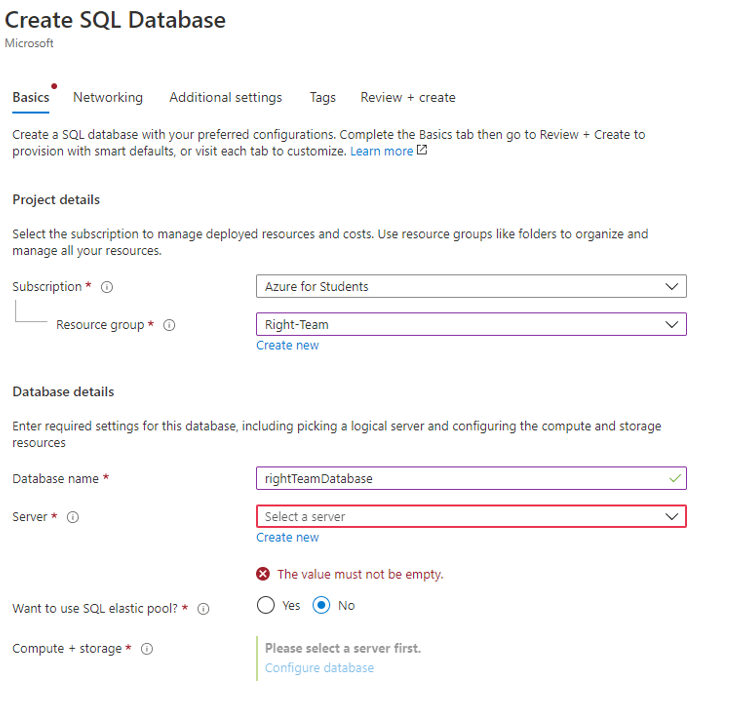 Create SQL Database
Microsoft
Basics Networking Additional settings Tags Review + create
Create a SQL database with your preferred configurations. Complete the Basics tab then go to Review + Create to
provision with smart defaults, or visit each tab to customize. Learn more
Project details
Select the subscription to manage deployed resources and costs. Use resource groups like folders to organize and
manage all your resources.
Subscription * Azure for Students
Resource group * Right-Team
Create new
Database details
Enter required settings for this database, including picking a logical server and configuring the compute and storage
resources
Database name * rightTeamDatabase
Server * Select a server
Create new
The value must not be empty.
Want to use SQL elastic pool? * Yes No
Compute + storage * Please select a server first.
Configure database